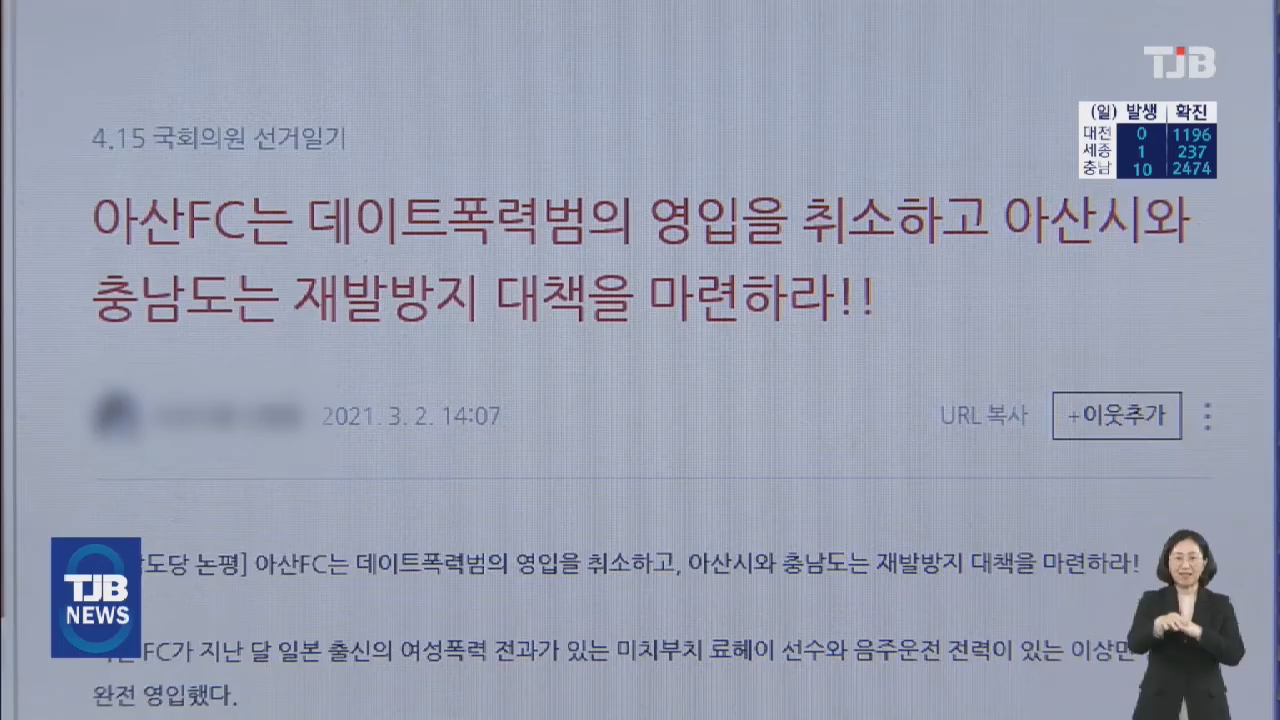 TJB
(일) 발생 확진
대전 0 1196
세종 1 237
충남 10 2474
4.15 국회의원 선거일기
아산FC는 데이트폭력범의 영입을 취소하고 아산시와
충남도는 재발방지 대책을 마련하라!!
2021. 3. 2. 14:07
URL 복사
+이웃추가
도당 논평] 아산FC는 데이트폭력범의 영입을 취소하고, 아산시와 충남도는 재발방지 대책을 마련하라!
FC가 지난 달 일본 출신의 여성폭력 전과가 있는 미치부치 료헤이 선수와 음주운전 전력이 있는 이상민
완전 영입했다.
8
TJB
NEWS